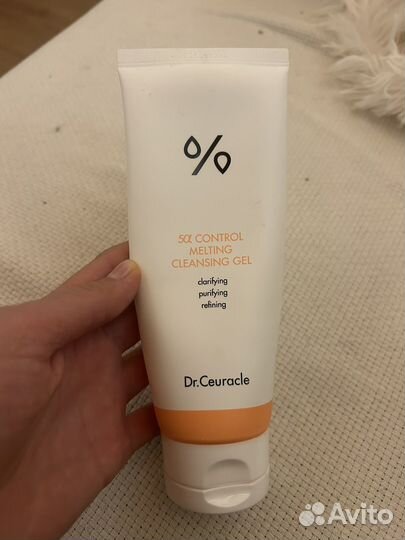 %
5α CONTROL
MELTING
CLEANSING GEL
clarifying
purifying
refining
Dr.Ceuracle
Avito